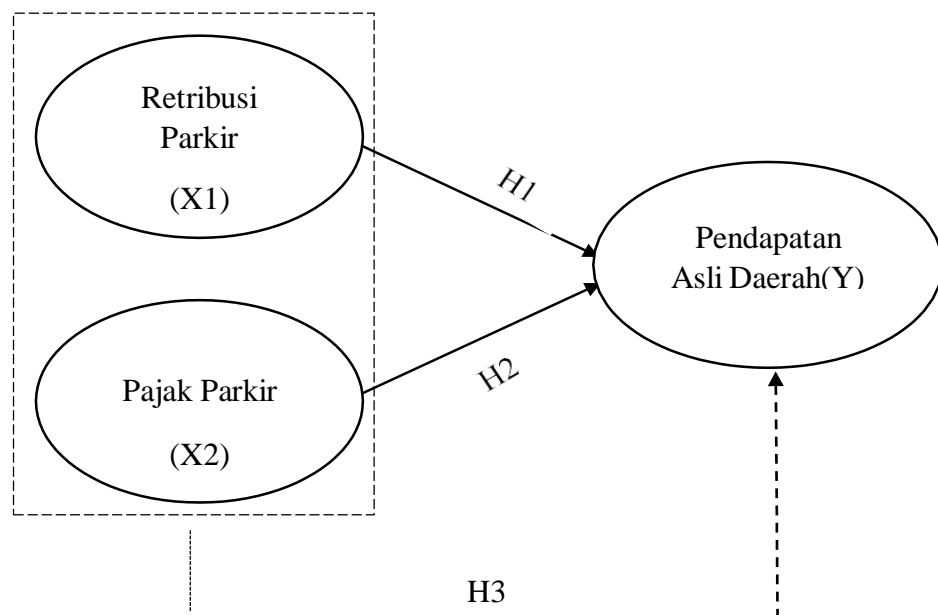 Retribusi
Parkir
(X1)
H1
Pendapatan
Asli Daerah(Y)
H2
Pajak Parkir
(X2)
H3